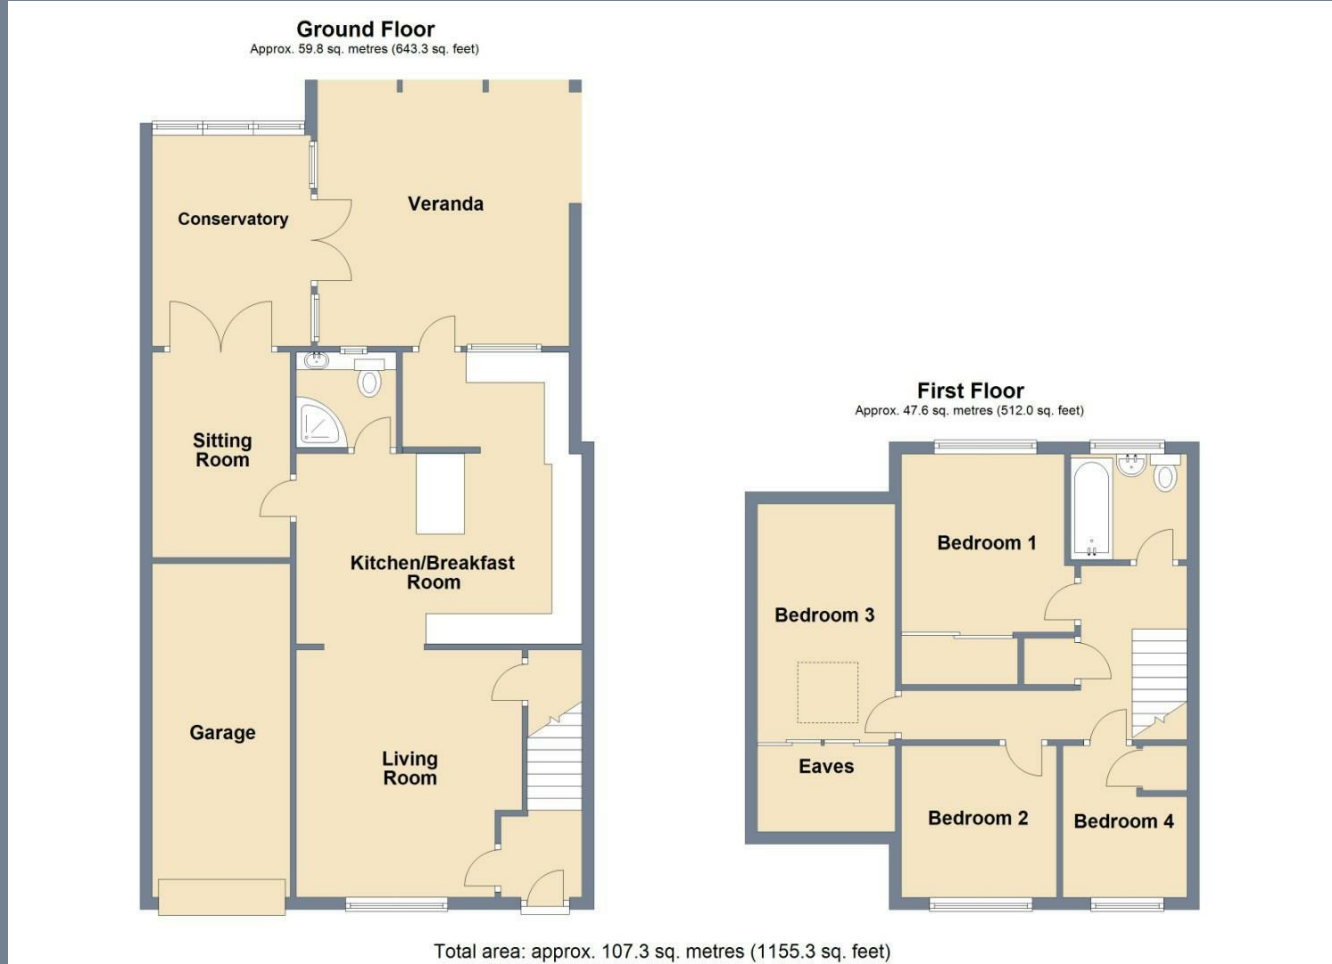 Ground Floor
Approx. 59.8 sq. metres (643.3 sq. feet)
Conservatory
Veranda
Sitting
Room
Kitchen/Breakfast
Room
Garage
Living
Room
First Floor
Approx. 47.6 sq. metres (512.0 sq. feet)
Bedroom 1
Bedroom 3
Eaves
Bedroom 2
Bedroom 4
Total area: approx. 107.3 sq. metres (1155.3 sq. feet)